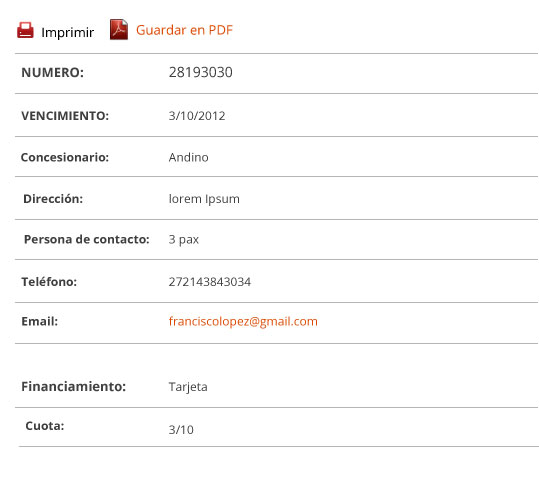 Imprimir Guardar en PDF
NUMERO: 28193030
VENCIMIENTO: 3/10/2012
Concesionario: Andino
Dirección: lorem Ipsum
Persona de contacto: 3 pax
Teléfono: 272143843034
Email: franciscolopez@gmail.com
Financiamiento: Tarjeta
Cuota: 3/10